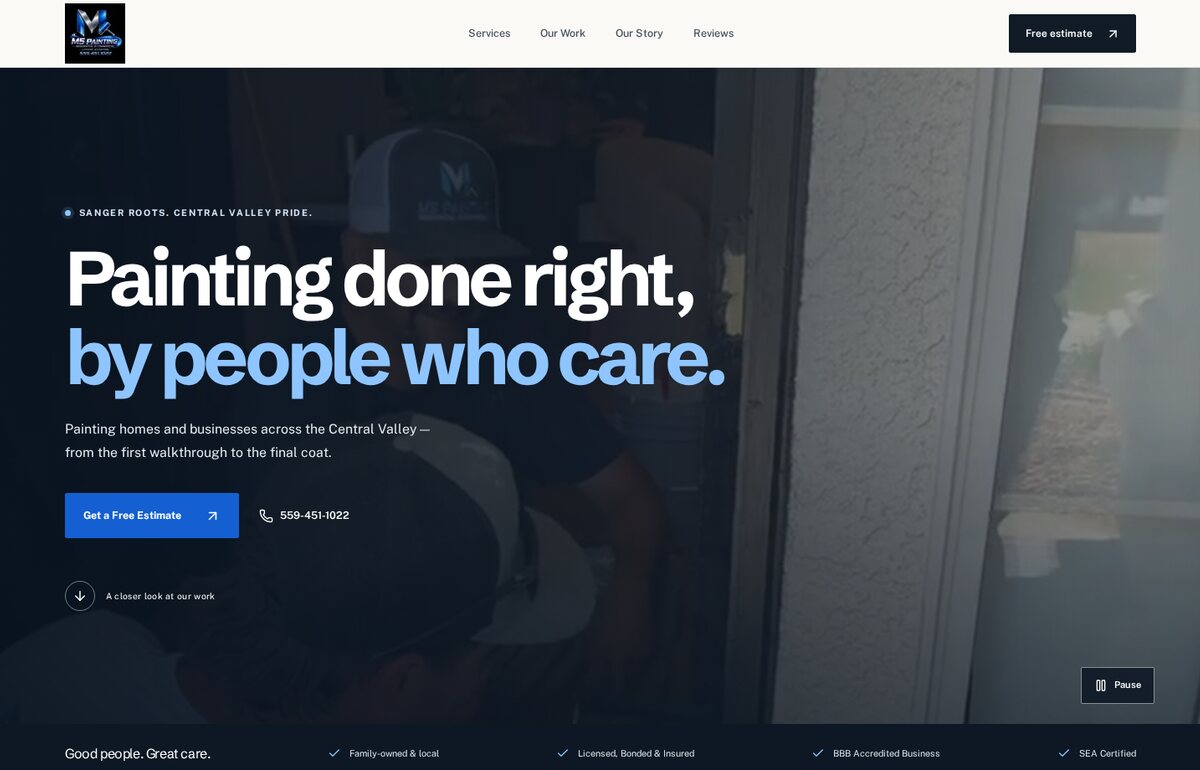 MS PAINTING
Services
Our Work
Our Story
Reviews
Free estimate
SANGER ROOTS. CENTRAL VALLEY PRIDE.
Painting done right,
by people who care.
Painting homes and businesses across the Central Valley —
from the first walkthrough to the final coat.
Get a Free Estimate
559-451-1022
A closer look at our work
Pause
Good people. Great care.
Family-owned & local
Licensed, Bonded & Insured
BBB Accredited Business
SEA Certified